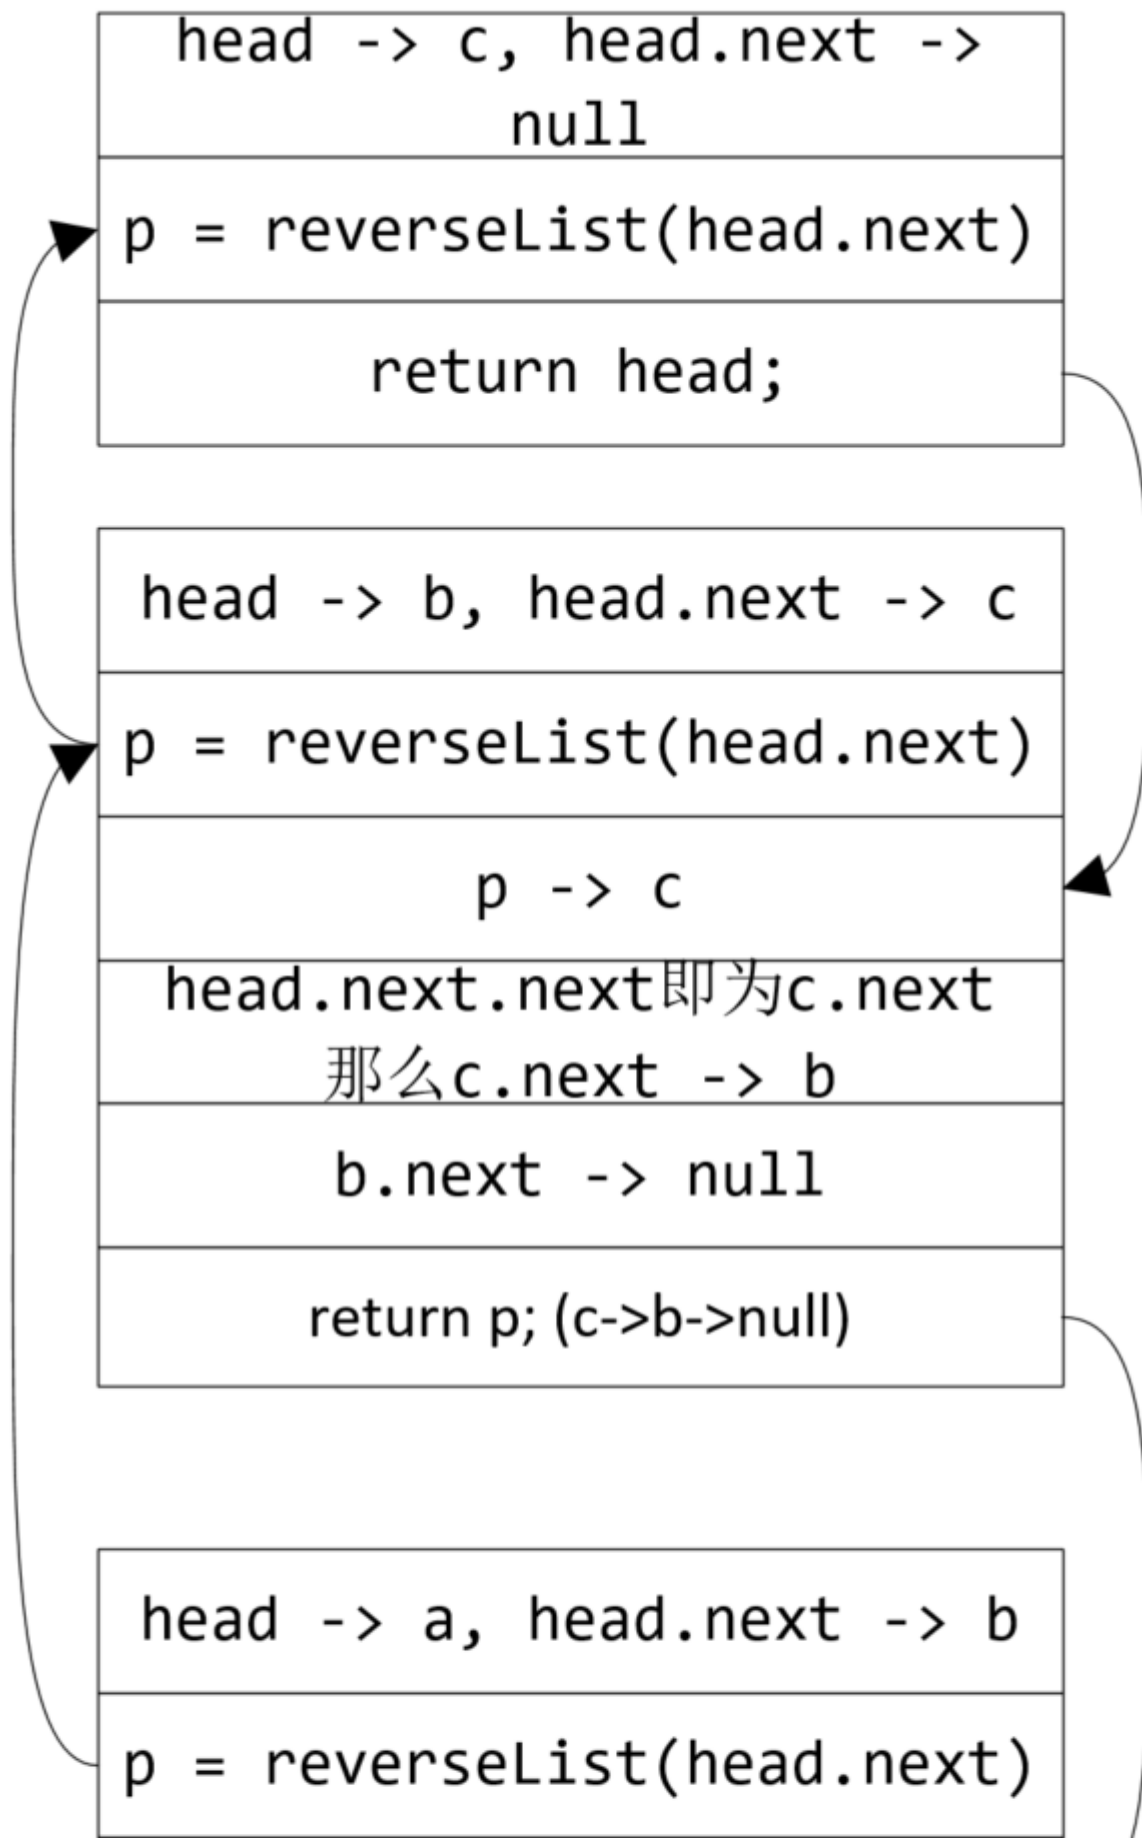 head -> c, head.next ->
null
p = reverseList(head.next)
return head;
head -> b, head.next -> c
p = reverseList(head.next)
p -> c
head.next.next即为c.next
那么c.next -> b
b.next -> null
return p; (c->b->null)
head -> a, head.next -> b
p = reverseList(head.next)